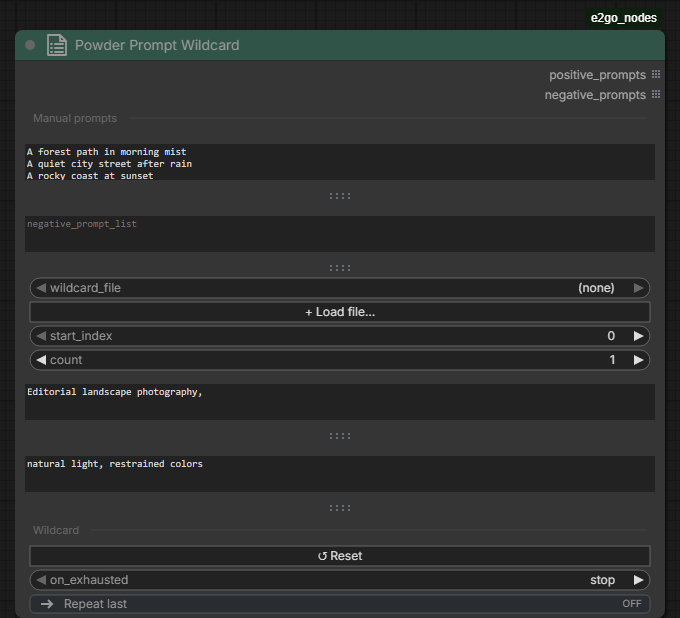 e2go_nodes
Powder Prompt Wildcard
positive_prompts
negative_prompts
Manual prompts
A forest path in morning mist
A quiet city street after rain
A rocky coast at sunset
negative_prompt_list
wildcard_file (none)
+ Load file...
start_index 0
count 1
Editorial landscape photography,
natural light, restrained colors
Wildcard
↺ Reset
on_exhausted stop
Repeat last OFF